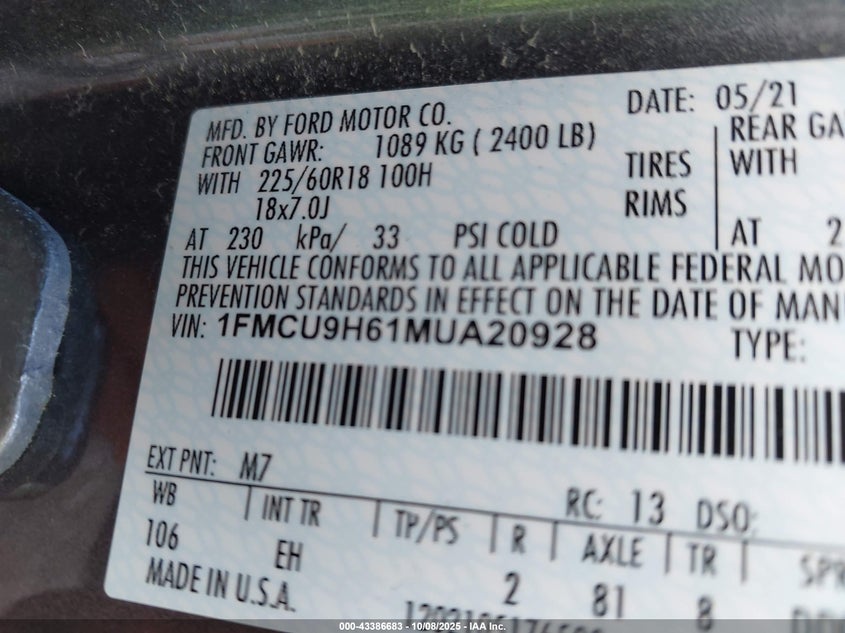 MFD. BY FORD MOTOR CO.
DATE: 05/21
FRONT GAWR: 1089 KG ( 2400 LB)
REAR GA
WITH 225/60R18 100H
TIRES
WITH
18x7.0J
RIMS
AT 230 kPa/ 33 PSI COLD
AT 2
THIS VEHICLE CONFORMS TO ALL APPLICABLE FEDERAL MO
PREVENTION STANDARDS IN EFFECT ON THE DATE OF MAN
VIN: 1FMCU9H61MUA20928
TYPE:
EXT PNT: M7
RC: 13 DSO:
WB | INT TR | TP/PS | R | AXLE | TR | SPR
106 EH 2 81 8
MADE IN U.S.A.
000-43386683 - 10/08/2025 - IAA Inc.